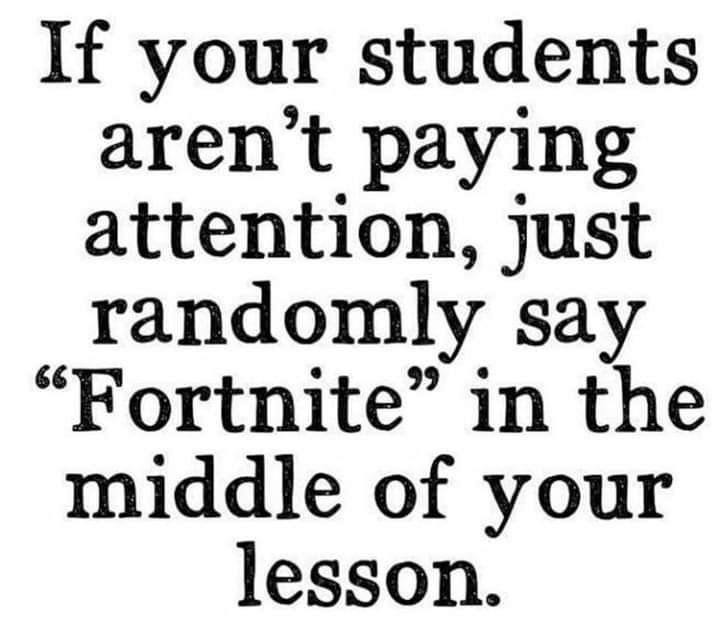 If your students
aren’t paying
attention, just
randomly say
“Fortnite” in the
middle of your
lesson.